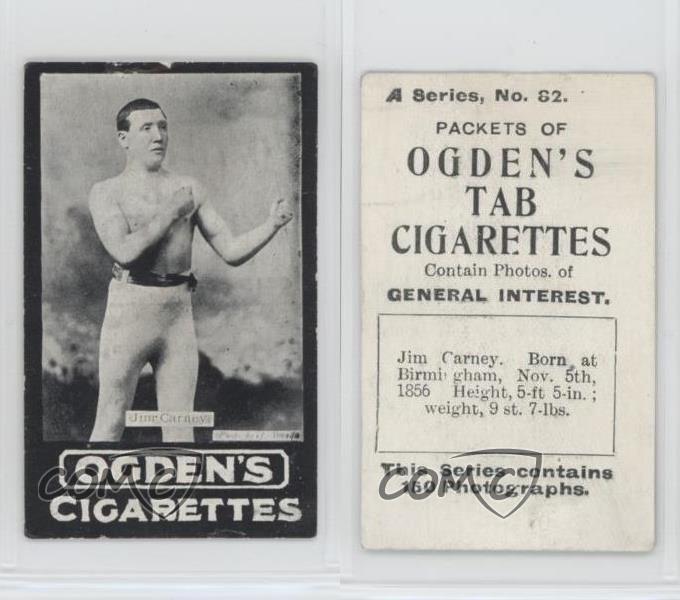 Jim Carney.
OGDEN'S
CIGARETTES
A Series, No. 82.
PACKETS OF
OGDEN'S
TAB
CIGARETTES
Contain Photos. of
GENERAL INTEREST.
Jim Carney. Born at
Birmingham, Nov. 5th,
1856 Height, 5-ft 5-in.;
weight, 9 st. 7-lbs.
This Series contains
150 Photographs.
COMC
COMC